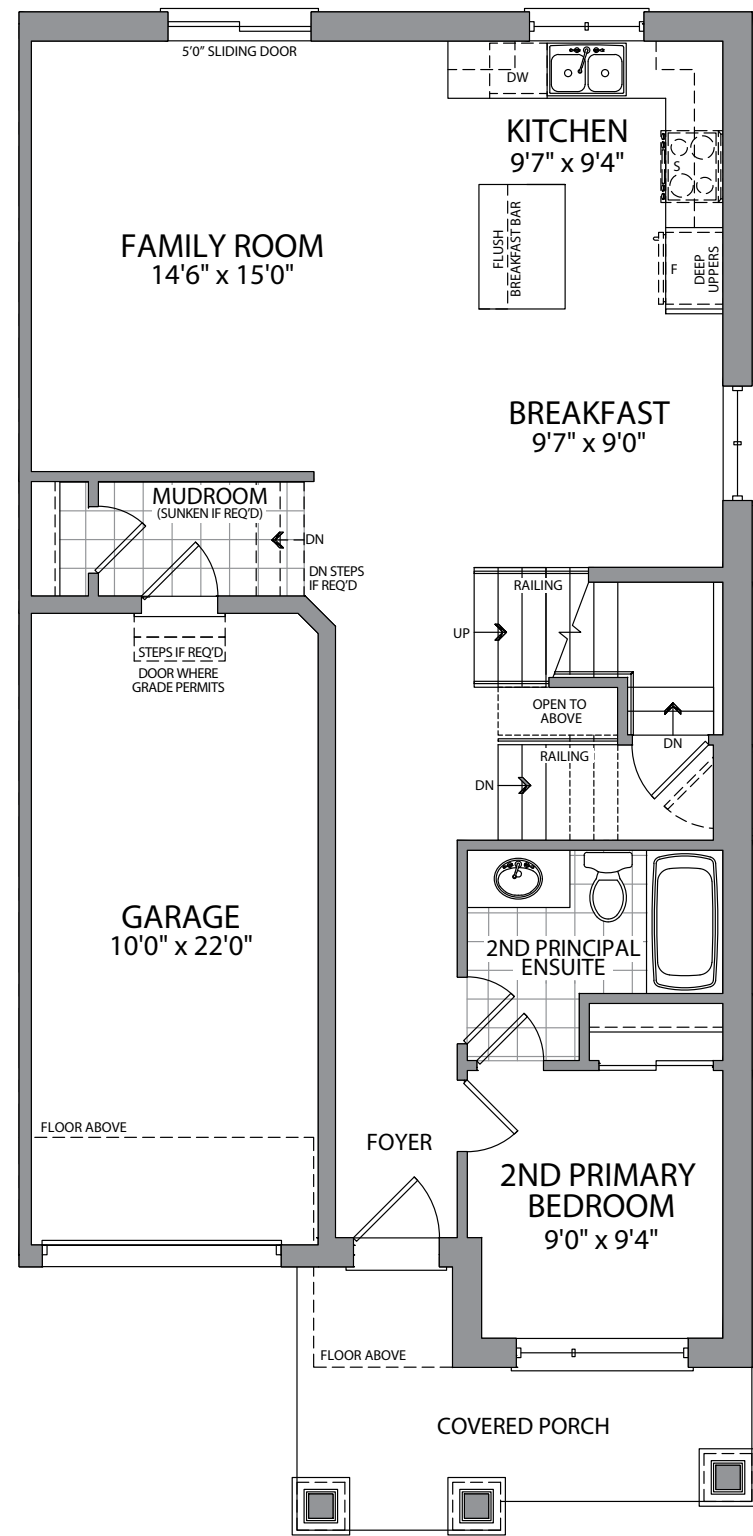 5'0" SLIDING DOOR
DW
KITCHEN
9'7" x 9'4"
S
FAMILY ROOM
14'6" x 15'0"
FLUSH
BREAKFAST BAR
F
DEEP
UPPERS
BREAKFAST
9'7" x 9'0"
MUDROOM
(SUNKEN IF REQ'D)
DN
DN STEPS
IF REQ'D
RAILING
UP
STEPS IF REQ'D
DOOR WHERE
GRADE PERMITS
OPEN TO
ABOVE
DN
RAILING
DN
GARAGE
10'0" x 22'0"
2ND PRINCIPAL
ENSUITE
FLOOR ABOVE
FOYER
2ND PRIMARY
BEDROOM
9'0" x 9'4"
FLOOR ABOVE
COVERED PORCH